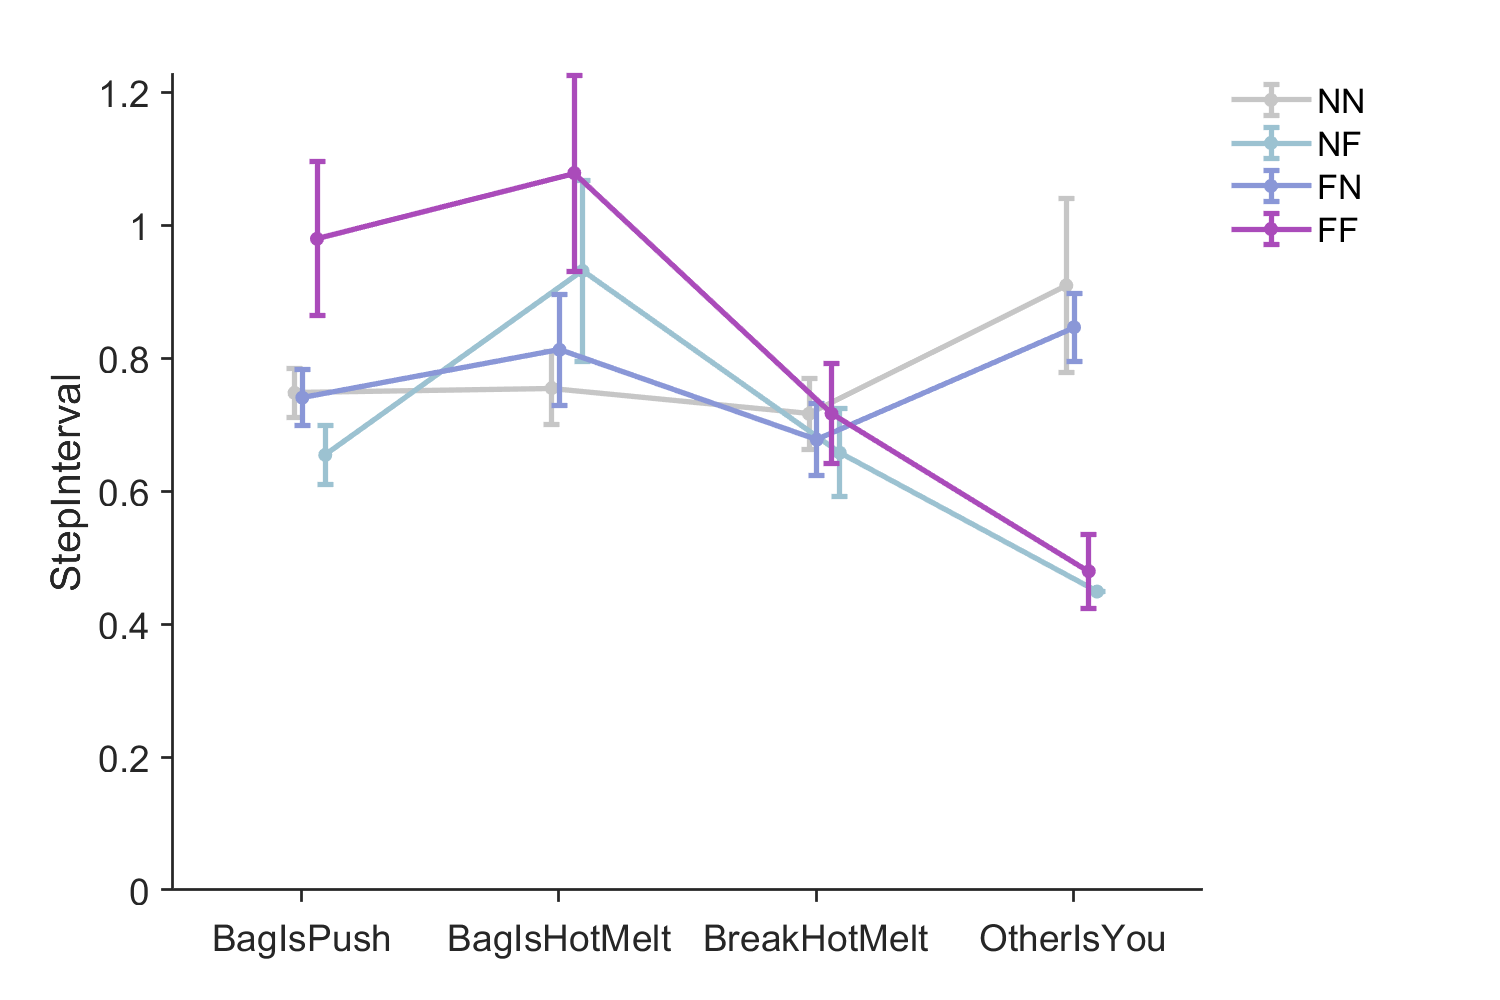 StepInterval
1.2
1
0.8
0.6
0.4
0.2
0
BagIsPush
BagIsHotMelt
BreakHotMelt
OtherIsYou
NN
NF
FN
FF